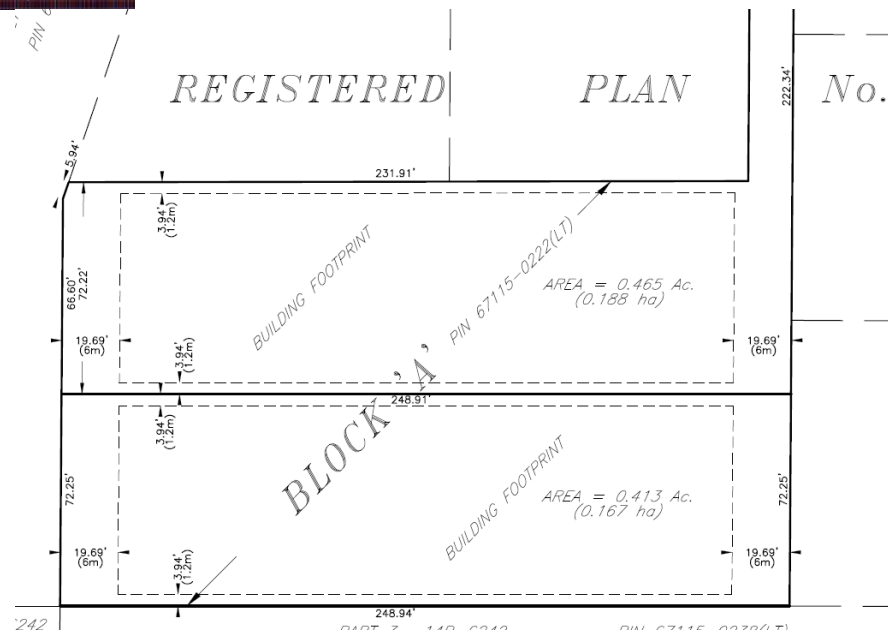 PIN 6
REGISTERED PLAN No.
222.34'
5.94'
231.91'
3.94'
(1.2m)
66.60'
72.22'
BUILDING FOOTPRINT
PIN 67115-0222(LT)
AREA = 0.465 Ac.
(0.188 ha)
19.69'
(6m)
3.94'
(1.2m)
19.69'
(6m)
BLOCK 'A'
248.91'
3.94'
(1.2m)
72.25'
BUILDING FOOTPRINT
AREA = 0.413 Ac.
(0.167 ha)
72.25'
19.69'
(6m)
3.94'
(1.2m)
19.69'
(6m)
248.94'
6242